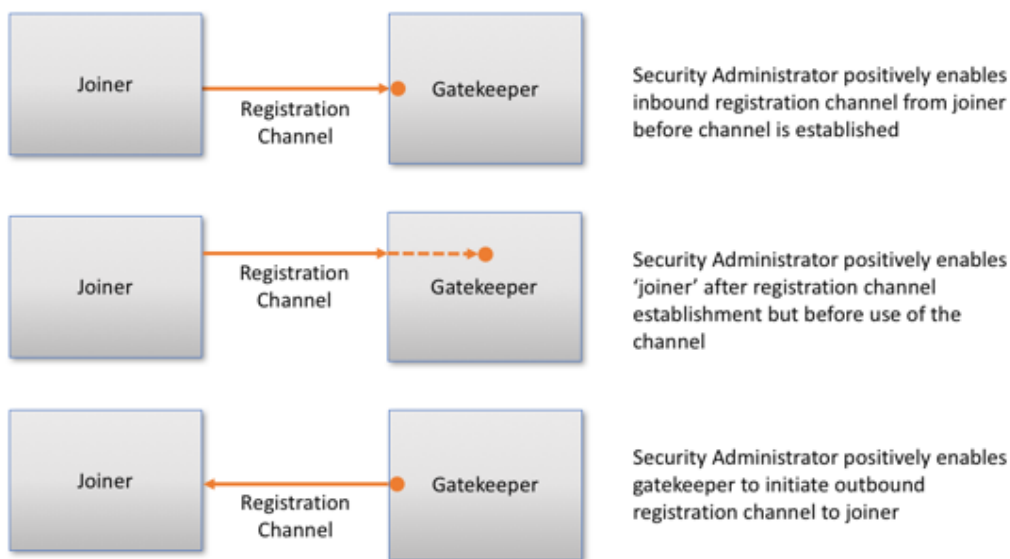 Joiner
Registration
Channel
Gatekeeper
Security Administrator positively enables
inbound registration channel from joiner
before channel is established
Joiner
Registration
Channel
Gatekeeper
Security Administrator positively enables
‘joiner’ after registration channel
establishment but before use of the
channel
Joiner
Registration
Channel
Gatekeeper
Security Administrator positively enables
gatekeeper to initiate outbound
registration channel to joiner